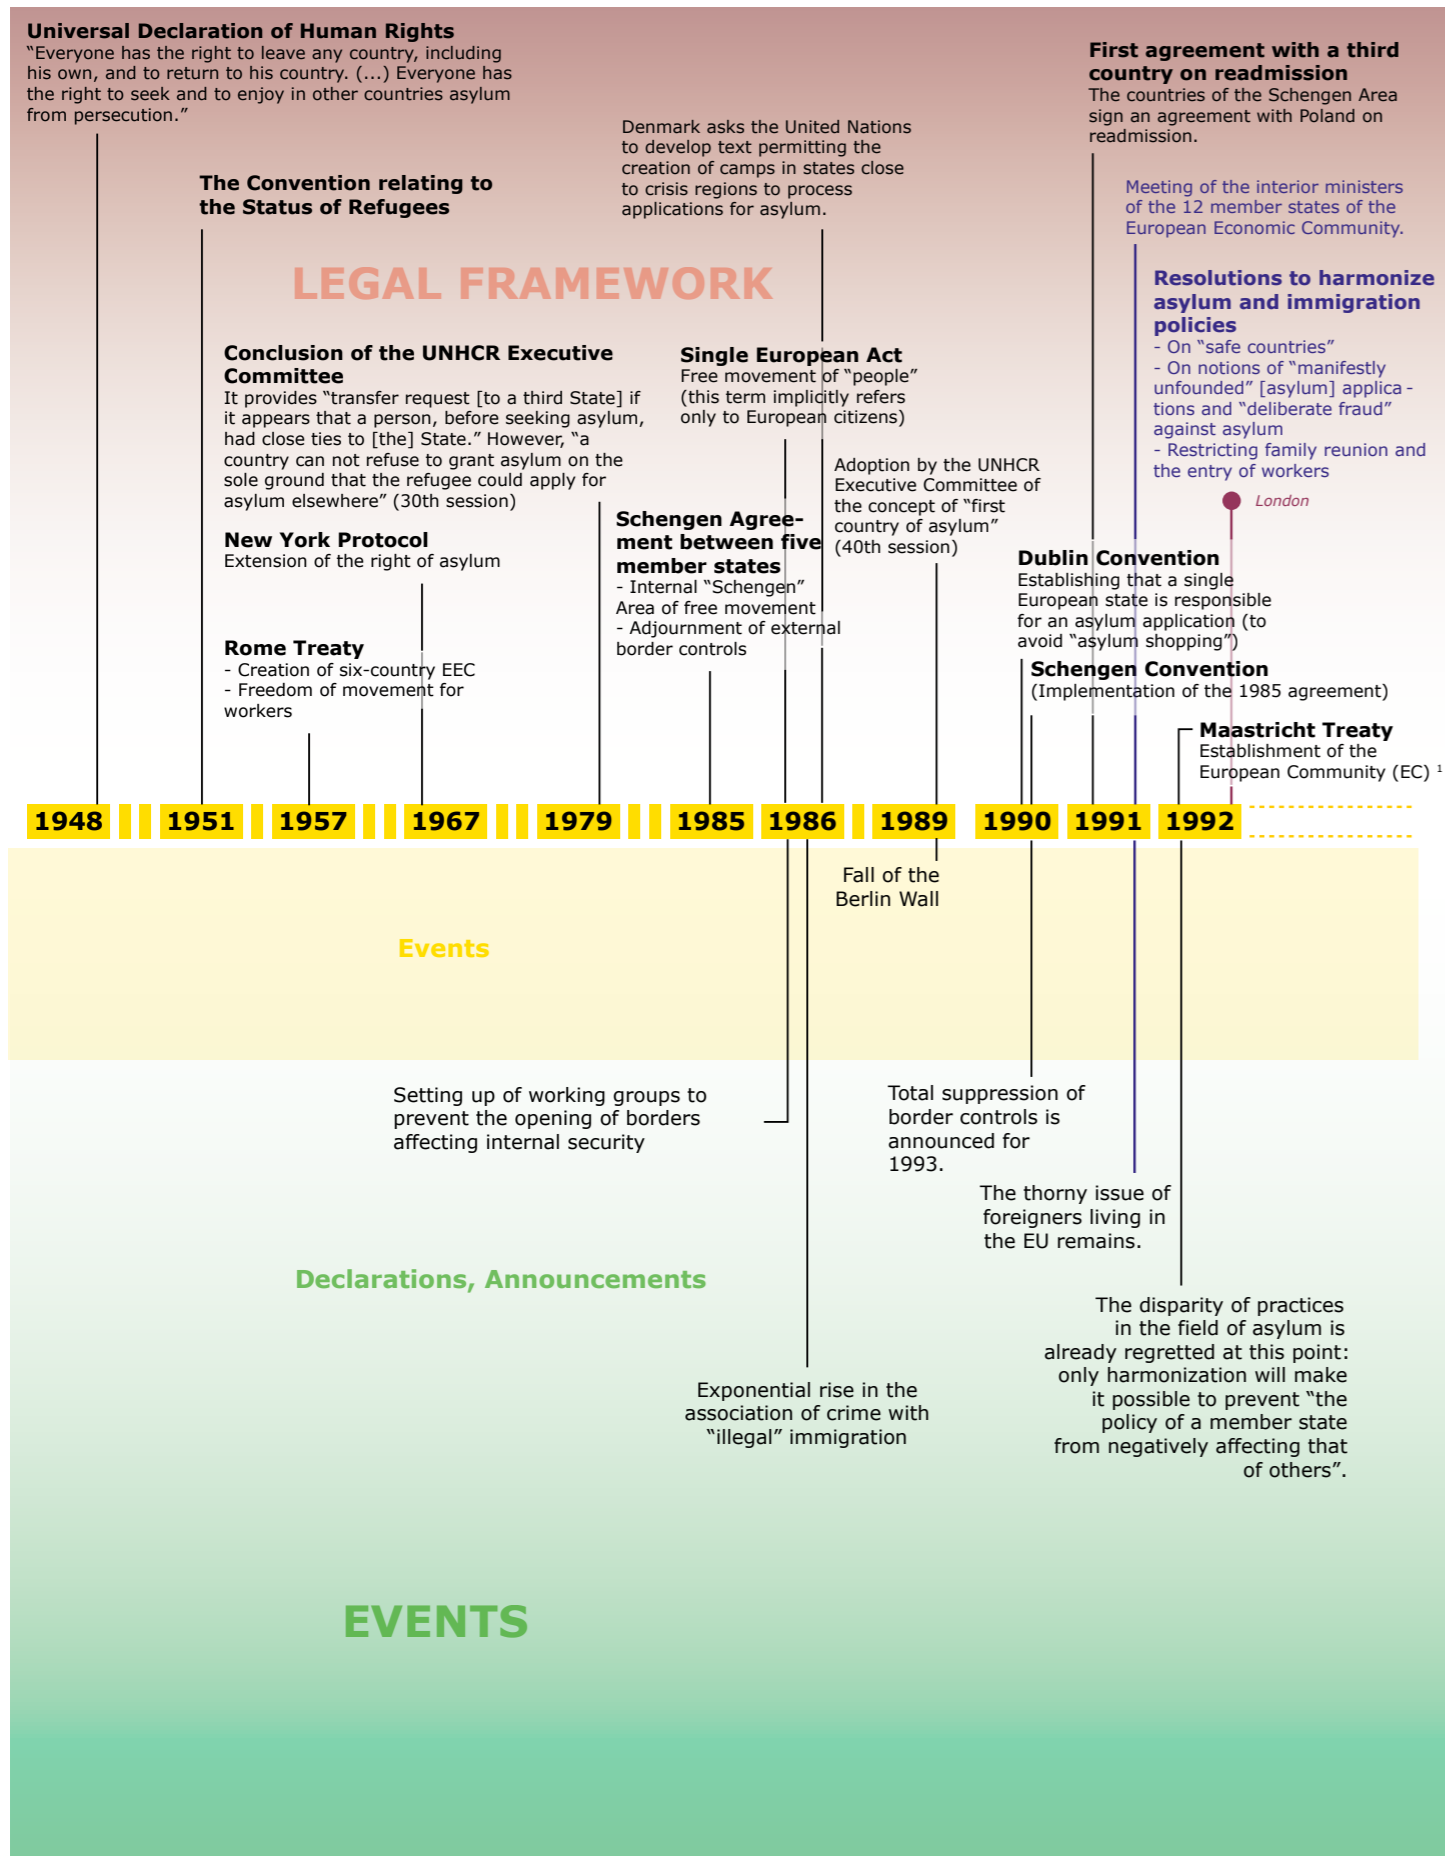 Universal Declaration of Human Rights
“Everyone has the right to leave any country, including
his own, and to return to his country. (...) Everyone has
the right to seek and to enjoy in other countries asylum
from persecution.”
First agreement with a third
country on readmission
The countries of the Schengen Area
sign an agreement with Poland on
readmission.
Denmark asks the United Nations
to develop text permitting the
creation of camps in states close
to crisis regions to process
applications for asylum.
The Convention relating to
the Status of Refugees
Meeting of the interior ministers
of the 12 member states of the
European Economic Community.
LEGAL FRAMEWORK
Resolutions to harmonize
asylum and immigration
policies
- On “safe countries”
- On notions of “manifestly
unfounded” [asylum] applica -
tions and “deliberate fraud”
against asylum
- Restricting family reunion and
the entry of workers
London
Conclusion of the UNHCR Executive
Committee
It provides “transfer request [to a third State] if
it appears that a person, before seeking asylum,
had close ties to [the] State.” However, “a
country can not refuse to grant asylum on the
sole ground that the refugee could apply for
asylum elsewhere” (30th session)
Single European Act
Free movement of “people”
(this term implicitly refers
only to European citizens)
Adoption by the UNHCR
Executive Committee of
the concept of “first
country of asylum”
(40th session)
New York Protocol
Extension of the right of asylum
Schengen Agree-
ment between five
member states
- Internal “Schengen”
Area of free movement
- Adjournment of external
border controls
Dublin Convention
Establishing that a single
European state is responsible
for an asylum application (to
avoid “asylum shopping”)
Rome Treaty
- Creation of six-country EEC
- Freedom of movement for
workers
Schengen Convention
(Implementation of the 1985 agreement)
Maastricht Treaty
Establishment of the
European Community (EC) 1
1948 1951 1957 1967 1979 1985 1986 1989 1990 1991 1992
Fall of the
Berlin Wall
Events
Setting up of working groups to
prevent the opening of borders
affecting internal security
Total suppression of
border controls is
announced for
1993.
The thorny issue of
foreigners living in
the EU remains.
Declarations, Announcements
The disparity of practices
in the field of asylum is
already regretted at this point:
only harmonization will make
it possible to prevent “the
policy of a member state
from negatively affecting that
of others”.
Exponential rise in the
association of crime with
“illegal” immigration
EVENTS